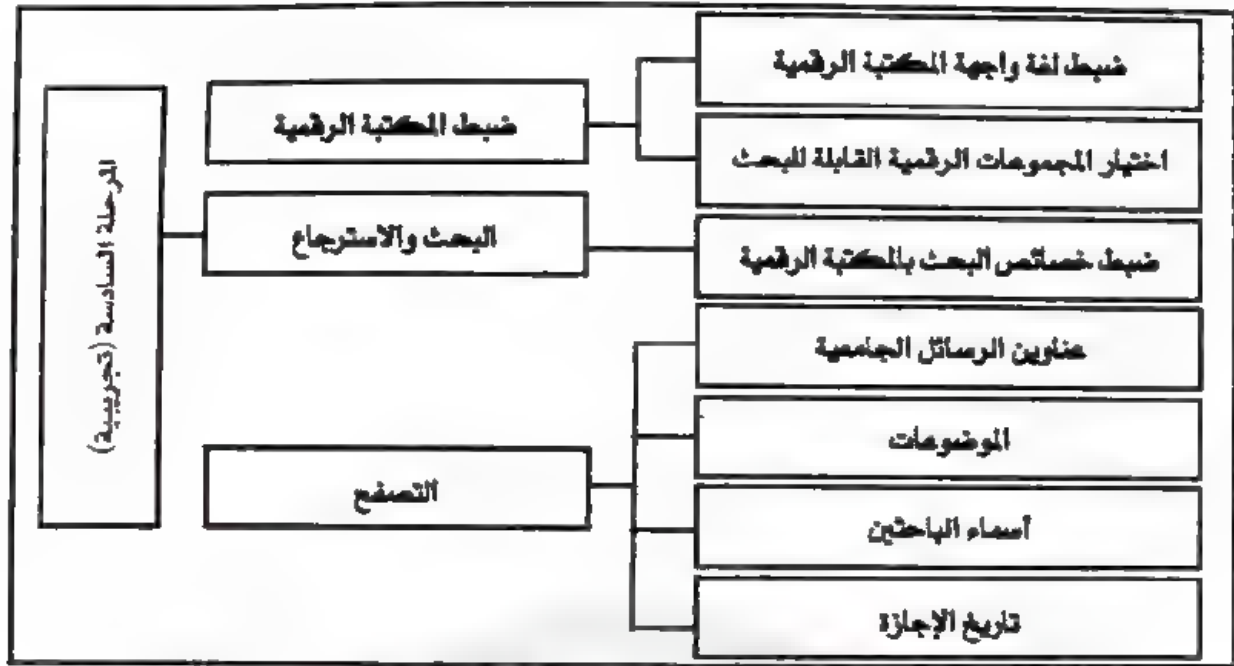 المرحلة السادسة (تجريبية)
ضبط المكتبة الرقمية
ضبط لغة واجهة المكتبة الرقمية
اختيار المجموعات الرقمية القابلة للبحث
البحث والاسترجاع
ضبط خصائص البحث بالمكتبة الرقمية
التصفح
عناوين الرسائل الجامعية
الموضوعات
أسماء الباحثين
تاريخ الإجازة